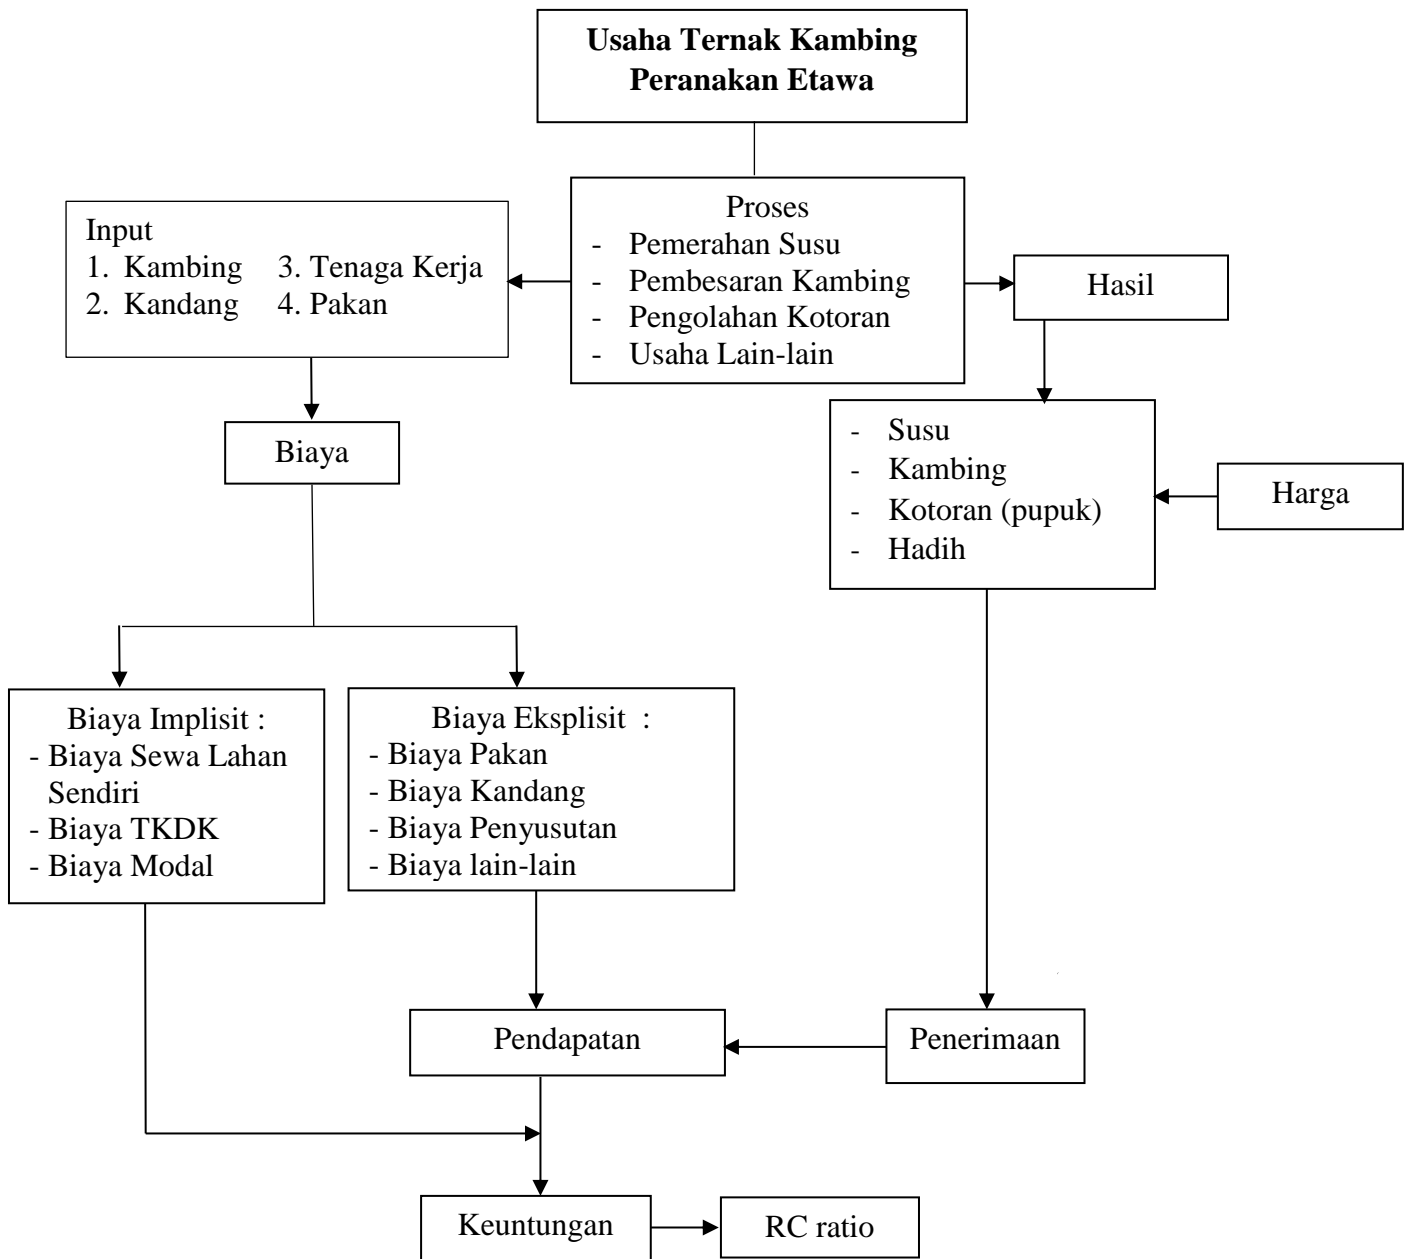 Usaha Ternak Kambing
Peranakan Etawa
Proses
- Pemerahan Susu
- Pembesaran Kambing
- Pengolahan Kotoran
- Usaha Lain-lain
Input
1. Kambing 3. Tenaga Kerja
2. Kandang 4. Pakan
Hasil
Biaya
- Susu
- Kambing
- Kotoran (pupuk)
- Hadih
Harga
Biaya Implisit :
- Biaya Sewa Lahan
Sendiri
- Biaya TKDK
- Biaya Modal
Biaya Eksplisit :
- Biaya Pakan
- Biaya Kandang
- Biaya Penyusutan
- Biaya lain-lain
Pendapatan
Penerimaan
Keuntungan
RC ratio